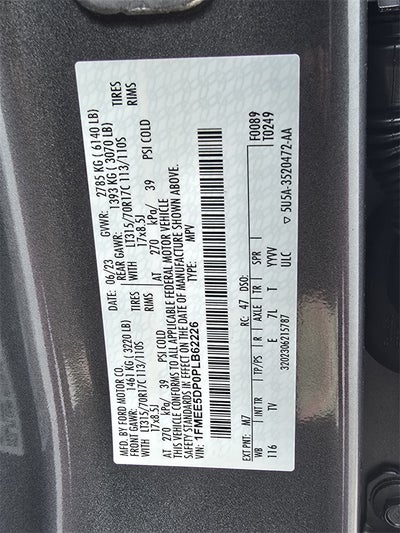 MFD. BY FORD MOTOR CO.
DATE: 06/23 GVWR: 2785 KG ( 6140 LB)
FRONT GAWR: 1461 KG ( 3220 LB) REAR GAWR: 1393 KG ( 3070 LB)
WITH LT315/70R17C 113/110S TIRES WITH LT315/70R17C 113/110S TIRES
17x8.5J RIMS 17x8.5J RIMS
AT 270 kPa/ 39 PSI COLD AT 270 kPa/ 39 PSI COLD
THIS VEHICLE CONFORMS TO ALL APPLICABLE FEDERAL MOTOR VEHICLE
SAFETY STANDARDS IN EFFECT ON THE DATE OF MANUFACTURE SHOWN ABOVE.
VIN: 1FMEE5DP0PLB62226
TYPE: MPV
F0089
T0249
EXT PNT: M7 RC: 47 DSO:
WB INT TR TP/PS R AXLE TR SPR
116 TV E 7L T YYVV
ULC
3202306215787
5U5A-3520472-AA